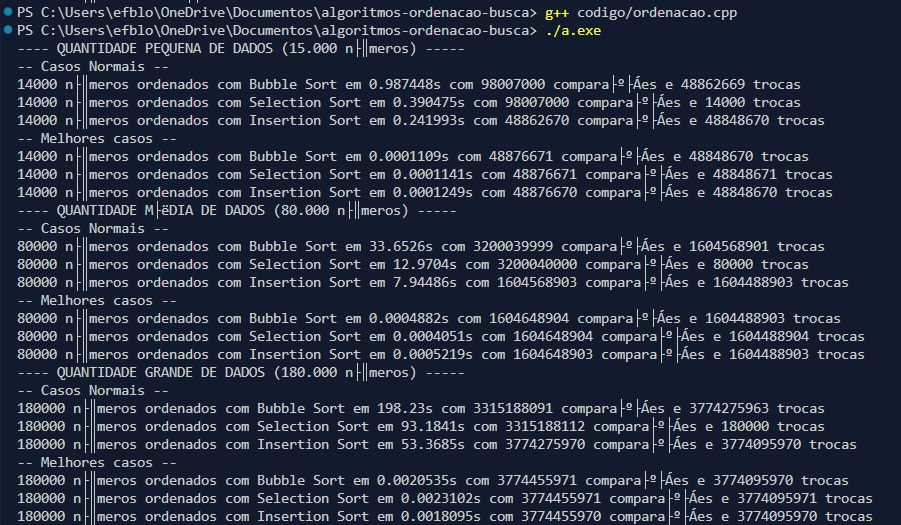 PS C:\Users\efblo\OneDrive\Documentos\algoritmos-ordenacao-busca> g++ codigo/ordenacao.cpp
PS C:\Users\efblo\OneDrive\Documentos\algoritmos-ordenacao-busca> ./a.exe
---- QUANTIDADE PEQUENA DE DADOS (15.000 n├║meros) -----
-- Casos Normais --
14000 n├║meros ordenados com Bubble Sort em 0.987448s com 98007000 compara├º├Áes e 48862669 trocas
14000 n├║meros ordenados com Selection Sort em 0.390475s com 98007000 compara├º├Áes e 14000 trocas
14000 n├║meros ordenados com Insertion Sort em 0.241993s com 48862670 compara├º├Áes e 48848670 trocas
-- Melhores casos --
14000 n├║meros ordenados com Bubble Sort em 0.0001109s com 48876671 compara├º├Áes e 48848670 trocas
14000 n├║meros ordenados com Selection Sort em 0.0001141s com 48876671 compara├º├Áes e 48848671 trocas
14000 n├║meros ordenados com Insertion Sort em 0.0001249s com 48876670 compara├º├Áes e 48848670 trocas
---- QUANTIDADE M├ëDIA DE DADOS (80.000 n├║meros) -----
-- Casos Normais --
80000 n├║meros ordenados com Bubble Sort em 33.6526s com 3200039999 compara├º├Áes e 1604568901 trocas
80000 n├║meros ordenados com Selection Sort em 12.9704s com 3200040000 compara├º├Áes e 80000 trocas
80000 n├║meros ordenados com Insertion Sort em 7.94486s com 1604568903 compara├º├Áes e 1604488903 trocas
-- Melhores casos --
80000 n├║meros ordenados com Bubble Sort em 0.0004882s com 1604648904 compara├º├Áes e 1604488903 trocas
80000 n├║meros ordenados com Selection Sort em 0.0004051s com 1604648904 compara├º├Áes e 1604488904 trocas
80000 n├║meros ordenados com Insertion Sort em 0.0005219s com 1604648903 compara├º├Áes e 1604488903 trocas
---- QUANTIDADE GRANDE DE DADOS (180.000 n├║meros) -----
-- Casos Normais --
180000 n├║meros ordenados com Bubble Sort em 198.23s com 3315188091 compara├º├Áes e 3774275963 trocas
180000 n├║meros ordenados com Selection Sort em 93.1841s com 3315188112 compara├º├Áes e 180000 trocas
180000 n├║meros ordenados com Insertion Sort em 53.3685s com 3774275970 compara├º├Áes e 3774095970 trocas
-- Melhores casos --
180000 n├║meros ordenados com Bubble Sort em 0.0020535s com 3774455971 compara├º├Áes e 3774095970 trocas
180000 n├║meros ordenados com Selection Sort em 0.0023102s com 3774455971 compara├º├Áes e 3774095971 trocas
180000 n├║meros ordenados com Insertion Sort em 0.0018095s com 3774455970 compara├º├Áes e 3774095970 trocas